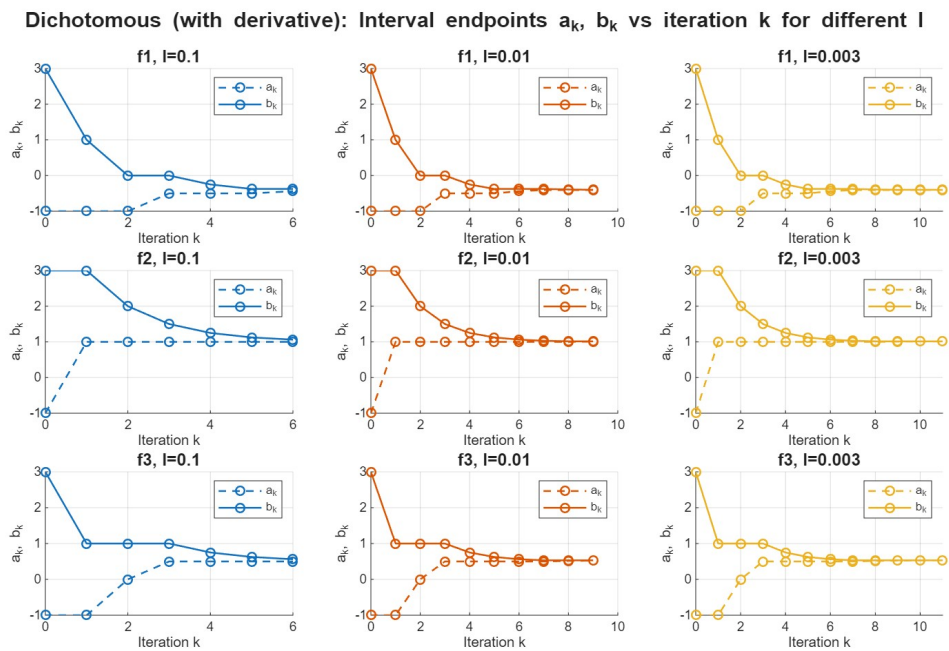 Dichotomous (with derivative): Interval endpoints a_k, b_k vs iteration k for different l
f1, l=0.1
3
2
1
0
-1
a_k, b_k
0 2 4 6
Iteration k
a_k
b_k
f1, l=0.01
3
2
1
0
-1
a_k, b_k
0 2 4 6 8 10
Iteration k
a_k
b_k
f1, l=0.003
3
2
1
0
-1
a_k, b_k
0 2 4 6 8 10
Iteration k
a_k
b_k
f2, l=0.1
3
2
1
0
-1
a_k, b_k
0 2 4 6
Iteration k
a_k
b_k
f2, l=0.01
3
2
1
0
-1
a_k, b_k
0 2 4 6 8 10
Iteration k
a_k
b_k
f2, l=0.003
3
2
1
0
-1
a_k, b_k
0 2 4 6 8 10
Iteration k
a_k
b_k
f3, l=0.1
3
2
1
0
-1
a_k, b_k
0 2 4 6
Iteration k
a_k
b_k
f3, l=0.01
3
2
1
0
-1
a_k, b_k
0 2 4 6 8 10
Iteration k
a_k
b_k
f3, l=0.003
3
2
1
0
-1
a_k, b_k
0 2 4 6 8 10
Iteration k
a_k
b_k